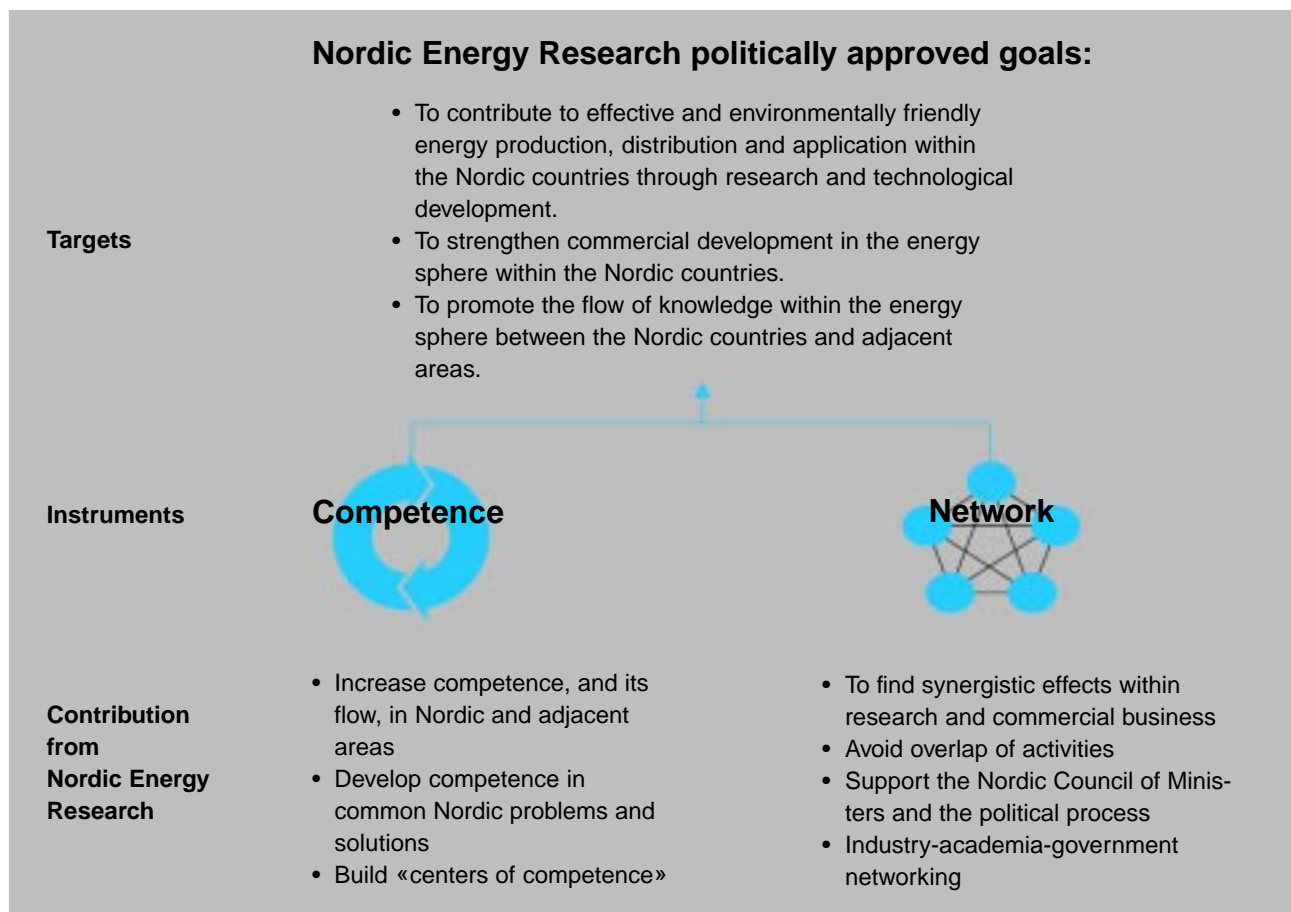 Nordic Energy Research politically approved goals:
Targets
• To contribute to effective and environmentally friendly
energy production, distribution and application within
the Nordic countries through research and technological
development.
• To strengthen commercial development in the energy
sphere within the Nordic countries.
• To promote the flow of knowledge within the energy
sphere between the Nordic countries and adjacent
areas.
Instruments
Competence
Network
Contribution
from
Nordic Energy
Research
• Increase competence, and its
flow, in Nordic and adjacent
areas
• Develop competence in
common Nordic problems and
solutions
• Build «centers of competence»
• To find synergistic effects within
research and commercial business
• Avoid overlap of activities
• Support the Nordic Council of Minis-
ters and the political process
• Industry-academia-government
networking